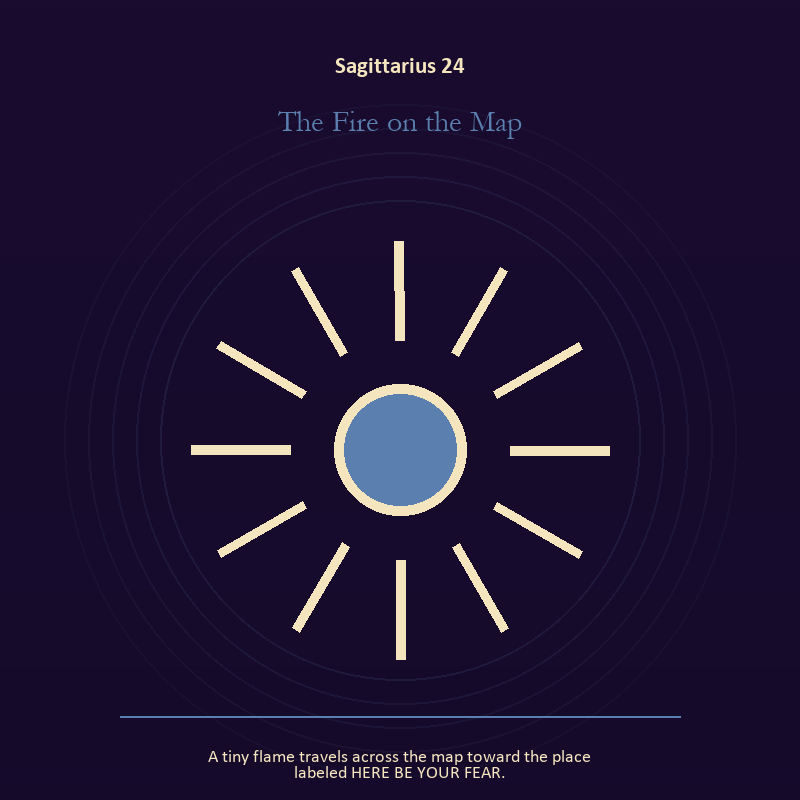 Sagittarius 24
The Fire on the Map
A tiny flame travels across the map toward the place
labeled HERE BE YOUR FEAR.